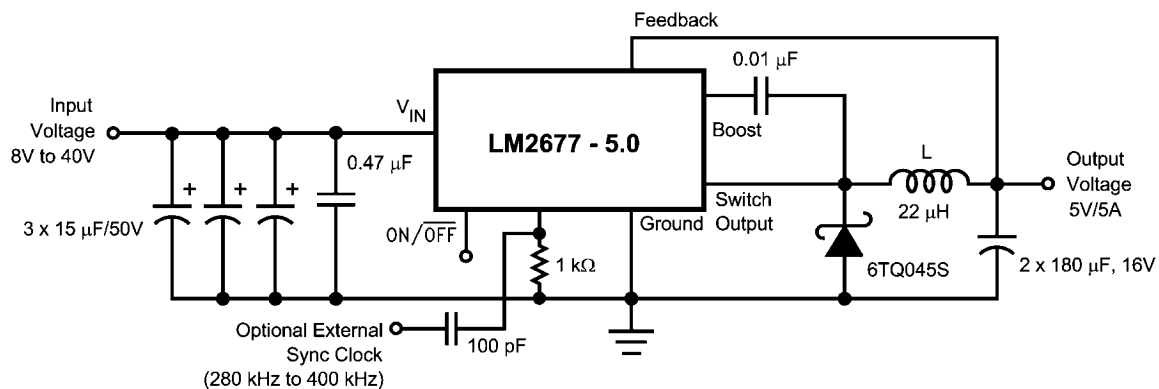 Feedback
0.01 μF
Input
Voltage
8V to 40V
V_IN
LM2677 - 5.0
Boost
0.47 μF
L
Output
Voltage
5V/5A
+
+
+
3 x 15 μF/50V
ON/O̅F̅F̅
Ground
Switch
Output
22 μH
1 kΩ
6TQ045S
2 x 180 μF, 16V
Optional External
Sync Clock
(280 kHz to 400 kHz)
100 pF